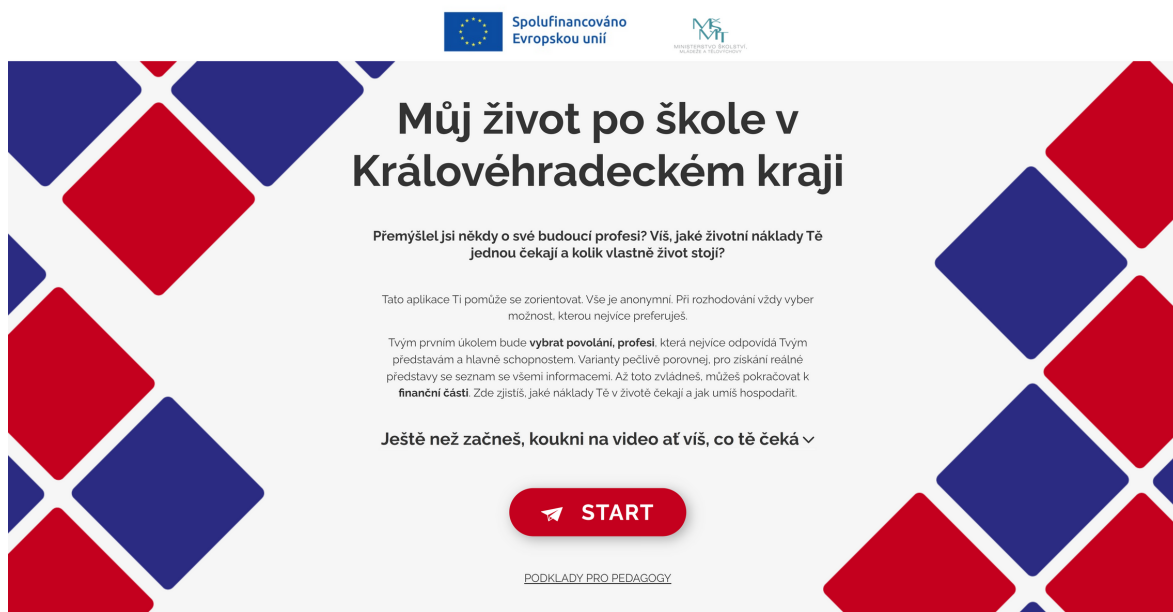 Spolufinancováno
Evropskou unií
MŠMT
MINISTERSTVO ŠKOLSTVÍ,
MLÁDEŽE A TĚLOVÝCHOVY
Můj život po škole v
Královéhradeckém kraji
Přemýšlel jsi někdy o své budoucí profesi? Víš, jaké životní náklady Tě
jednou čekají a kolik vlastně život stojí?
Tato aplikace Ti pomůže se zorientovat. Vše je anonymní. Při rozhodování vždy vyber
možnost, kterou nejvíce preferuješ.
Tvým prvním úkolem bude vybrat povolání, profesi, která nejvíce odpovídá Tvým
představám a hlavně schopnostem. Varianty pečlivě porovnej, pro získání reálné
představy se seznam se všemi informacemi. Až toto zvládneš, můžeš pokračovat k
finanční části. Zde zjistíš, jaké náklady Tě v životě čekají a jak umíš hospodařit.
Ještě než začneš, koukni na video ať víš, co tě čeká
START
PODKLADY PRO PEDAGOGY